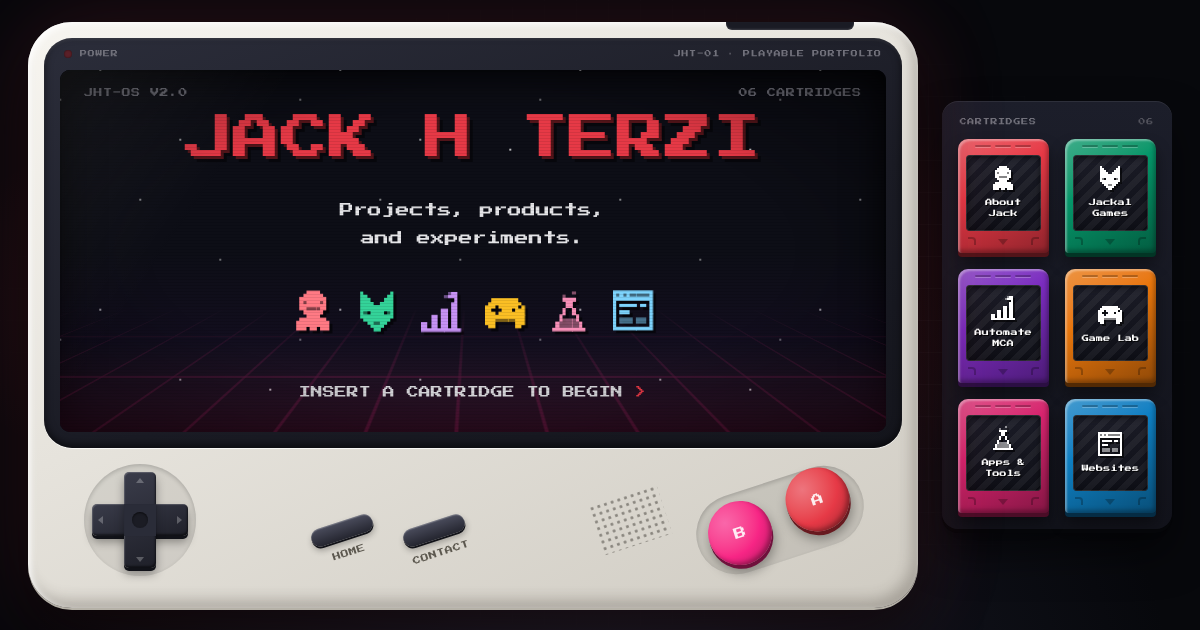 POWER
JHT-01 · PLAYABLE PORTFOLIO
JHT-OS V2.0
06 CARTRIDGES
JACK H TERZI
Projects, products,
and experiments.
INSERT A CARTRIDGE TO BEGIN >
HOME
CONTACT
B
A
CARTRIDGES
06
About
Jack
Jackal
Games
Automate
MCA
Game Lab
Apps &
Tools
Websites